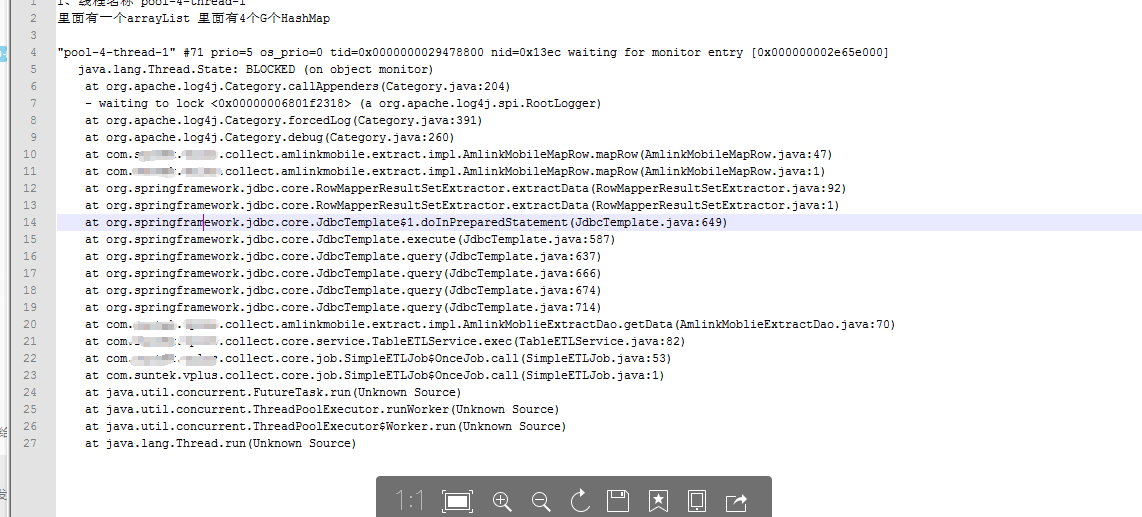 1 1、线程名称 "pool-4-thread-1"
2 里面有一个arrayList 里面有4个G个HashMap
3
4 "pool-4-thread-1" #71 prio=5 os_prio=0 tid=0x0000000029478800 nid=0x13ec waiting for monitor entry [0x000000002e65e000]
5 java.lang.Thread.State: BLOCKED (on object monitor)
6 at org.apache.log4j.Category.callAppenders(Category.java:204)
7 - waiting to lock <0x00000006801f2318> (a org.apache.log4j.spi.RootLogger)
8 at org.apache.log4j.Category.forcedLog(Category.java:391)
9 at org.apache.log4j.Category.debug(Category.java:260)
10 at com. . .collect.amlinkmobile.extract.impl.AmlinkMobileMapRow.mapRow(AmlinkMobileMapRow.java:47)
11 at com. . .collect.amlinkmobile.extract.impl.AmlinkMobileMapRow.mapRow(AmlinkMobileMapRow.java:1)
12 at org.springframework.jdbc.core.RowMapperResultSetExtractor.extractData(RowMapperResultSetExtractor.java:92)
13 at org.springframework.jdbc.core.RowMapperResultSetExtractor.extractData(RowMapperResultSetExtractor.java:1)
14 at org.springframework.jdbc.core.JdbcTemplate$1.doInPreparedStatement(JdbcTemplate.java:649)
15 at org.springframework.jdbc.core.JdbcTemplate.execute(JdbcTemplate.java:587)
16 at org.springframework.jdbc.core.JdbcTemplate.query(JdbcTemplate.java:637)
17 at org.springframework.jdbc.core.JdbcTemplate.query(JdbcTemplate.java:666)
18 at org.springframework.jdbc.core.JdbcTemplate.query(JdbcTemplate.java:674)
19 at org.springframework.jdbc.core.JdbcTemplate.query(JdbcTemplate.java:714)
20 at com. . .collect.amlinkmobile.extract.impl.AmlinkMoblieExtractDao.getData(AmlinkMoblieExtractDao.java:70)
21 at com. . .collect.core.service.TableETLService.exec(TableETLService.java:82)
22 at com. . .collect.core.job.SimpleETLJob$OnceJob.call(SimpleETLJob.java:53)
23 at com.suntek.vplus.collect.core.job.SimpleETLJob$OnceJob.call(SimpleETLJob.java:1)
24 at java.util.concurrent.FutureTask.run(Unknown Source)
25 at java.util.concurrent.ThreadPoolExecutor.runWorker(Unknown Source)
26 at java.util.concurrent.ThreadPoolExecutor$Worker.run(Unknown Source)
27 at java.lang.Thread.run(Unknown Source)
1:1